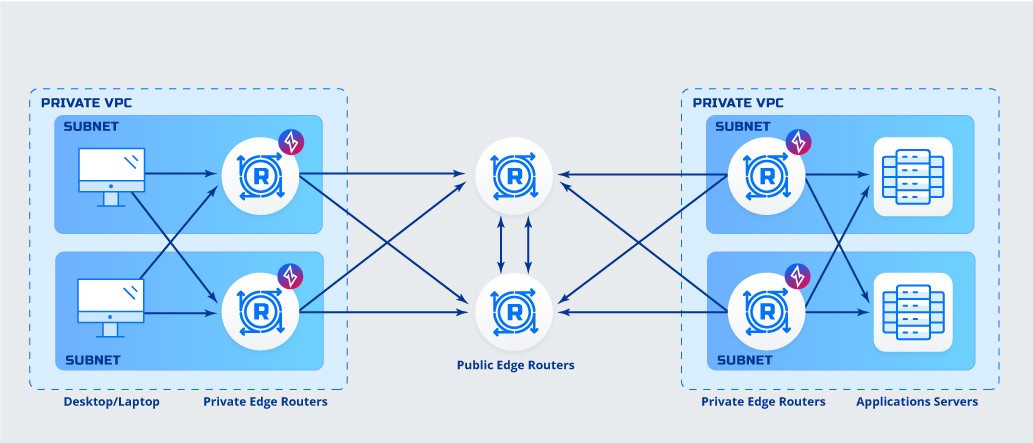 PRIVATE VPC
SUBNET
R
R
SUBNET
Desktop/Laptop
Private Edge Routers
R
R
Public Edge Routers
PRIVATE VPC
SUBNET
R
R
SUBNET
Private Edge Routers
Applications Servers